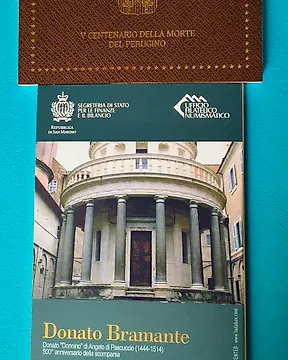 V CENTENARIO DELLA MORTE
DEL PERUGINO
REPUBBLICA
DI SAN MARINO
SEGRETERIA DI STATO
PER LE FINANZE
E IL BILANCIO
UFFICIO
FILATELICO
NUMISMATICO
Donato Bramante
Donato "Donnino" di Angelo di Pascuccio (1444-1514)
500° anniversario della scomparsa